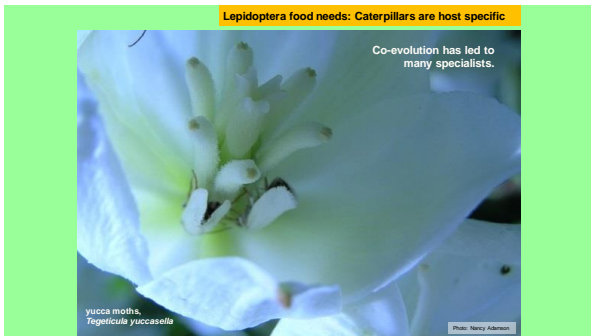 Lepidoptera food needs: Caterpillars are host specific
Co-evolution has led to
many specialists.
yucca moths,
Tegeticula yuccasella
Photo: Nancy Adamson